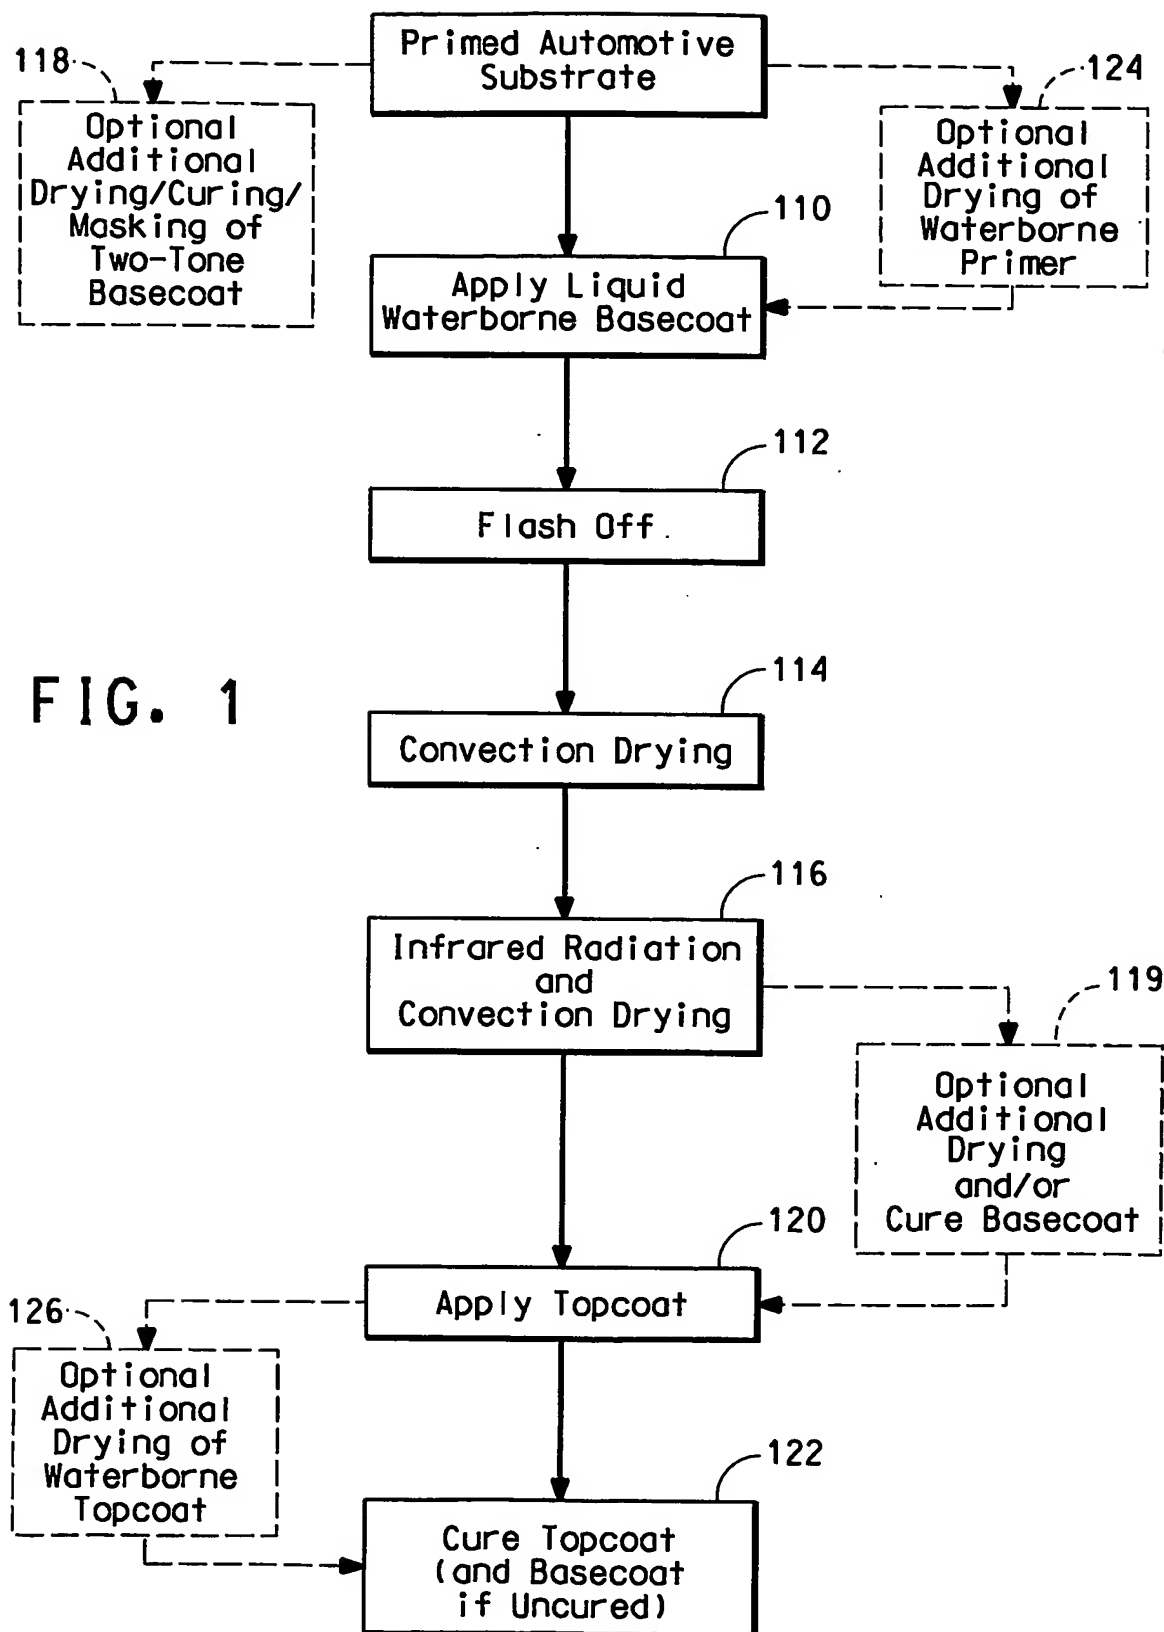 Primed Automotive
Substrate
118
Optional
Additional
Drying/Curing/
Masking of
Two-Tone
Basecoat
124
Optional
Additional
Drying of
Waterborne
Primer
110
Apply Liquid
Waterborne Basecoat
112
Flash Off
FIG. 1
114
Convection Drying
116
Infrared Radiation
and
Convection Drying
119
Optional
Additional
Drying
and/or
Cure Basecoat
120
Apply Topcoat
126
Optional
Additional
Drying of
Waterborne
Topcoat
122
Cure Topcoat
(and Basecoat
if Uncured)